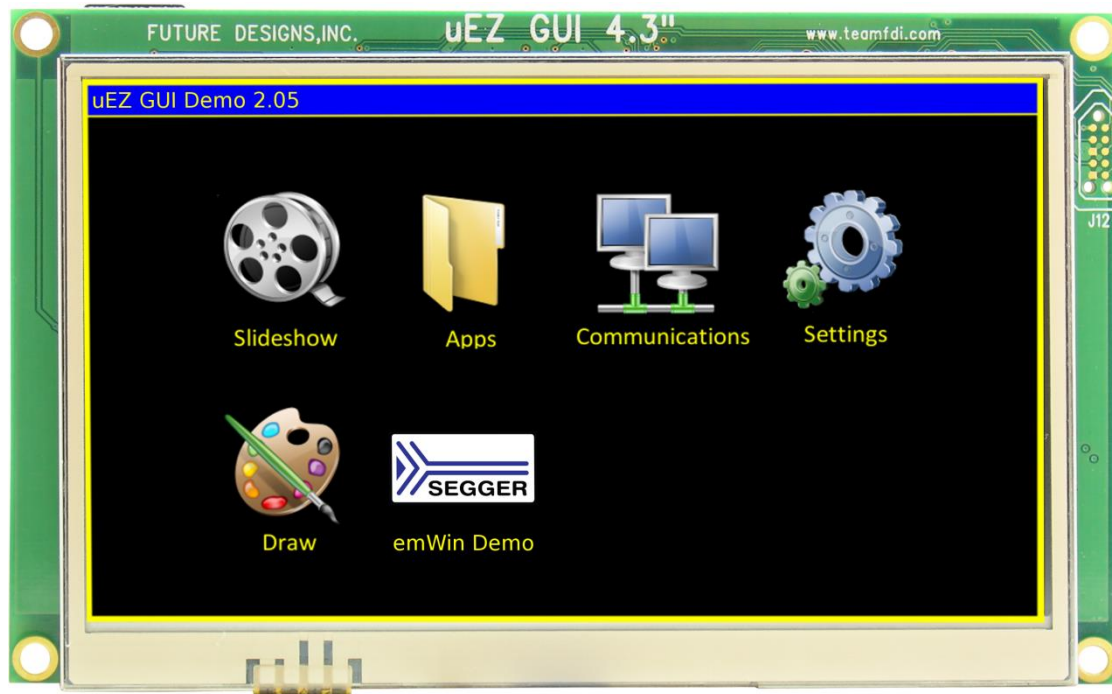 FUTURE DESIGNS,INC.
uEZ GUI 4.3"
www.teamfdi.com
uEZ GUI Demo 2.05
J12
Slideshow
Apps
Communications
Settings
SEGGER
Draw
emWin Demo